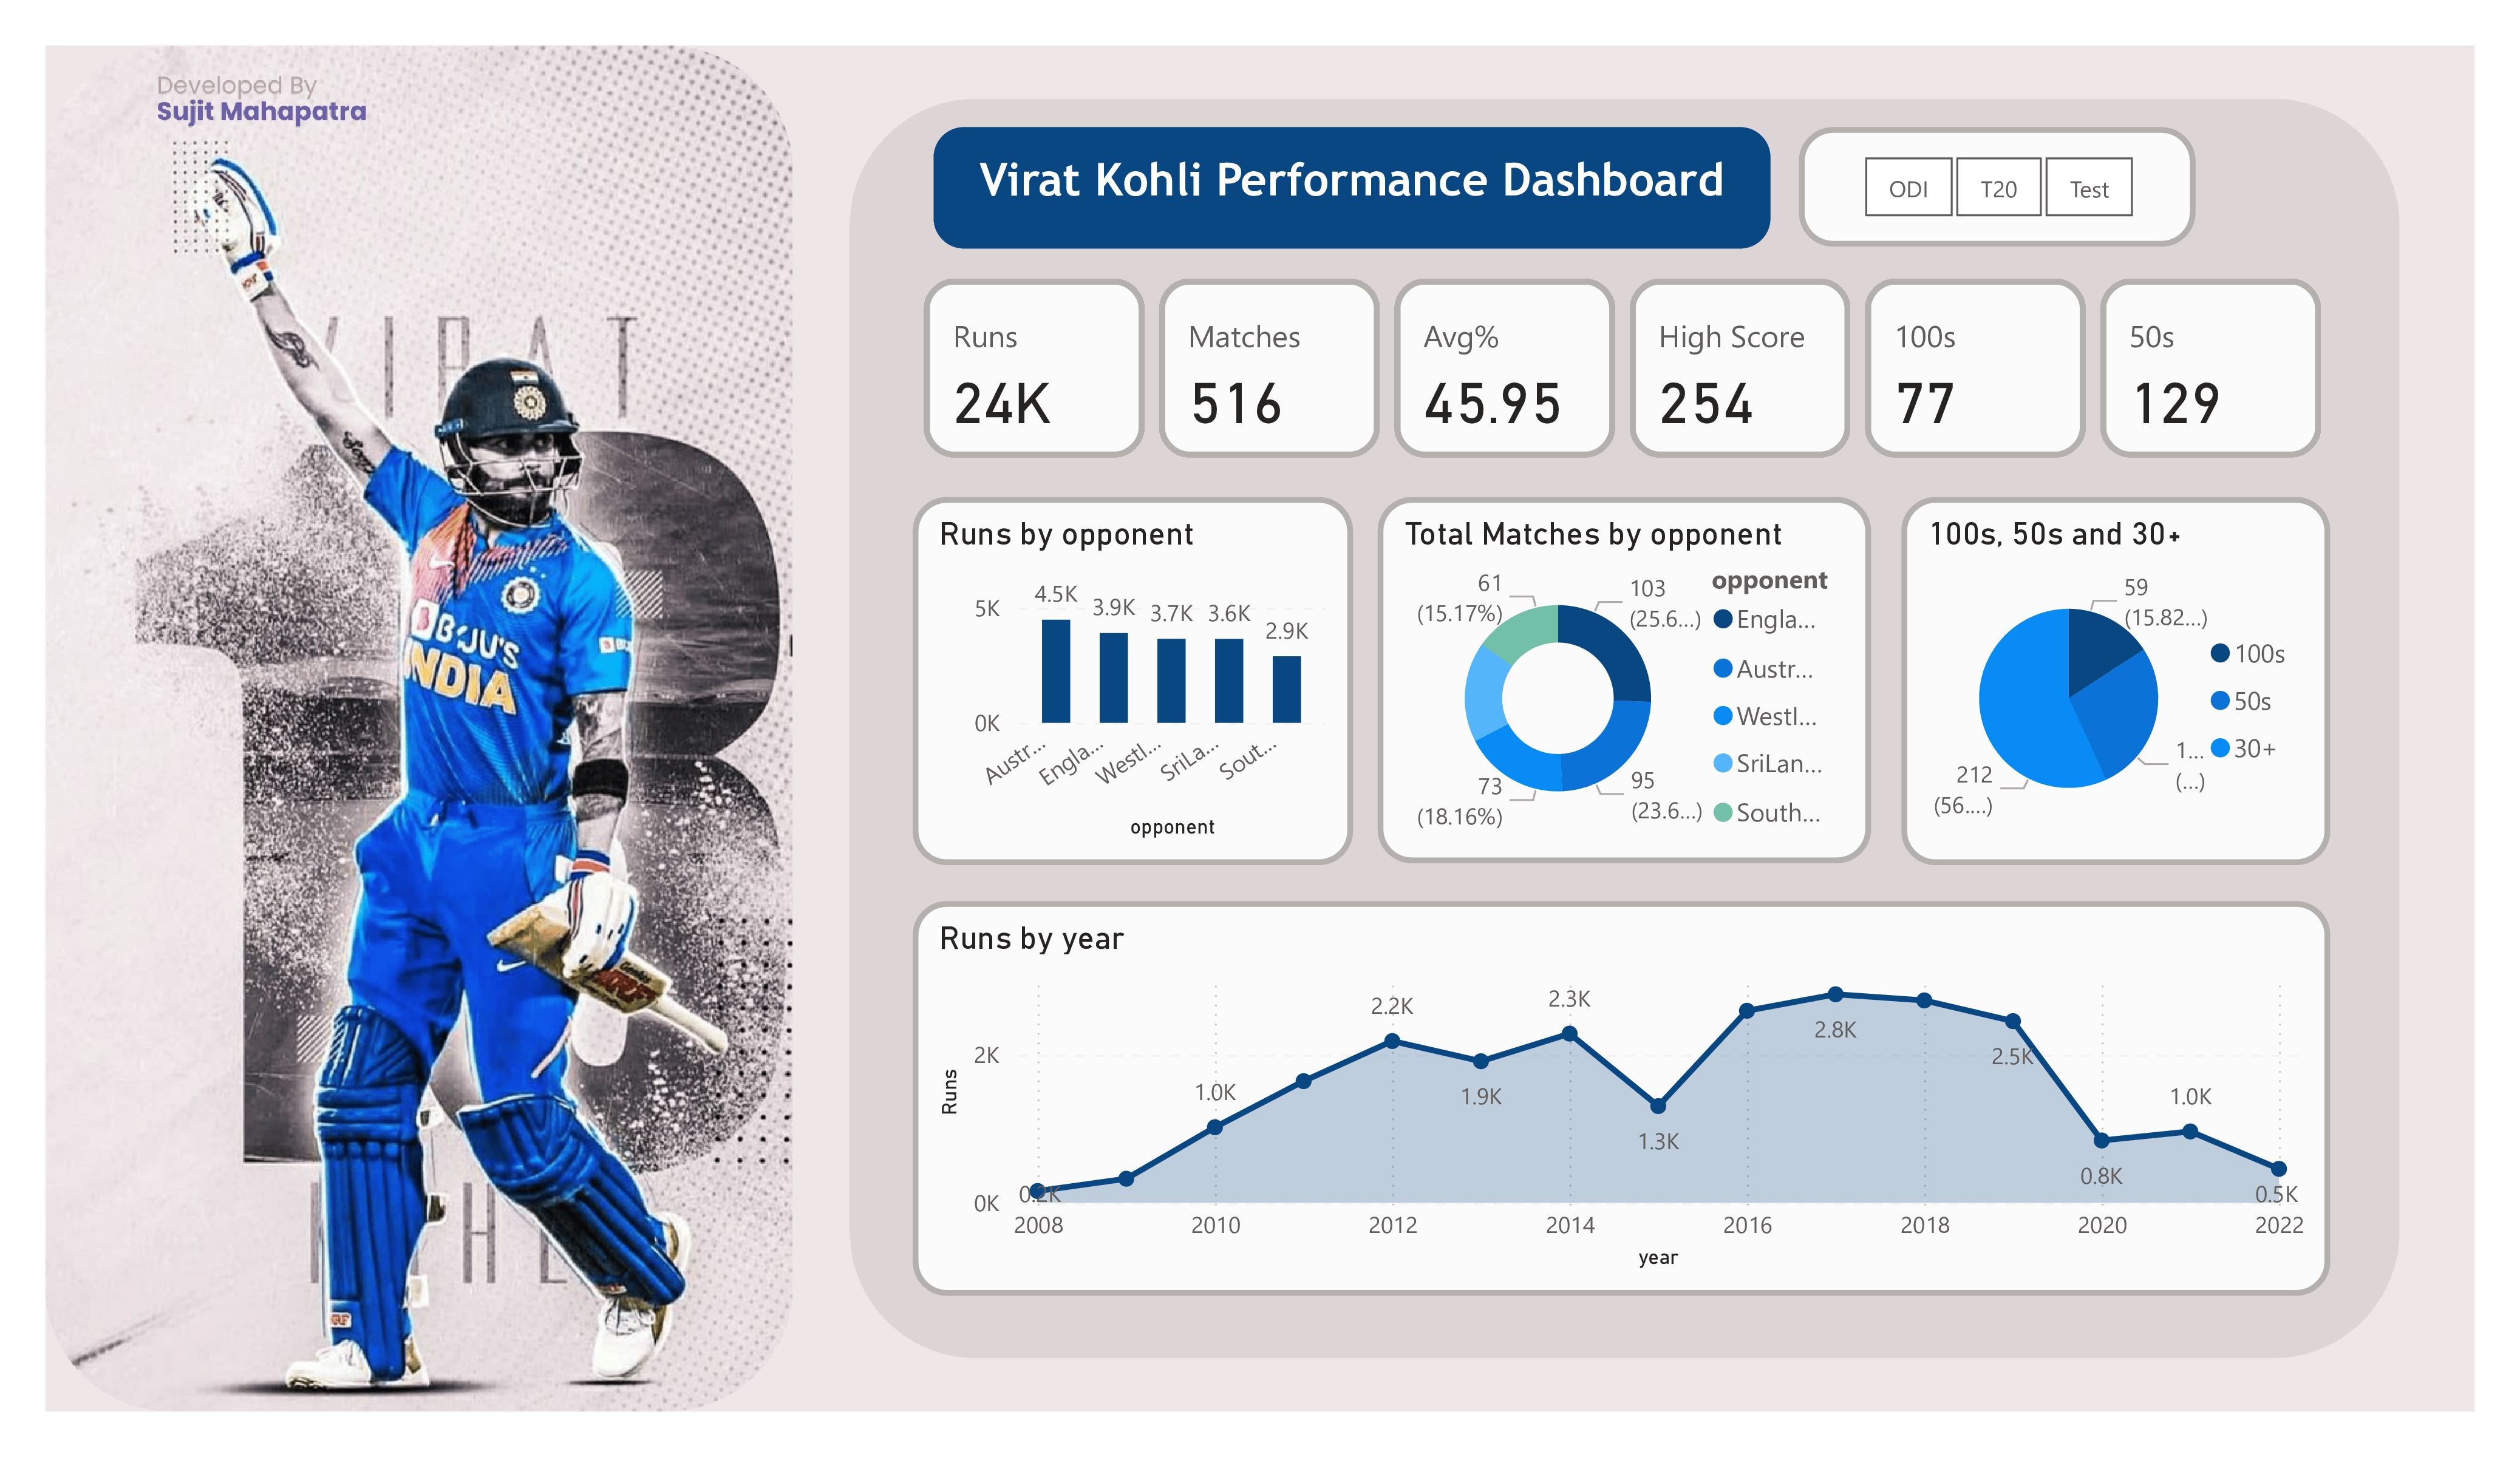 Developed By
Sujit Mahapatra
VIRAT
BYJU'S
INDIA
MRF
Virat Kohli Performance Dashboard
ODI
T20
Test
Runs
24K
Matches
516
Avg%
45.95
High Score
254
100s
77
50s
129
Runs by opponent
5K
0K
4.5K
3.9K
3.7K
3.6K
2.9K
Austr...
Engla...
WestI...
SriLa...
Sout...
opponent
Total Matches by opponent
61
(15.17%)
103
(25.6...)
73
(18.16%)
95
(23.6...)
opponent
Engla...
Austr...
WestI...
SriLan...
South...
100s, 50s and 30+
59
(15.82...)
1...
(...)
212
(56....)
100s
50s
30+
Runs by year
Runs
2K
0K
0.2K
1.0K
2.2K
1.9K
2.3K
1.3K
2.8K
2.5K
0.8K
1.0K
0.5K
2008
2010
2012
2014
2016
2018
2020
2022
year